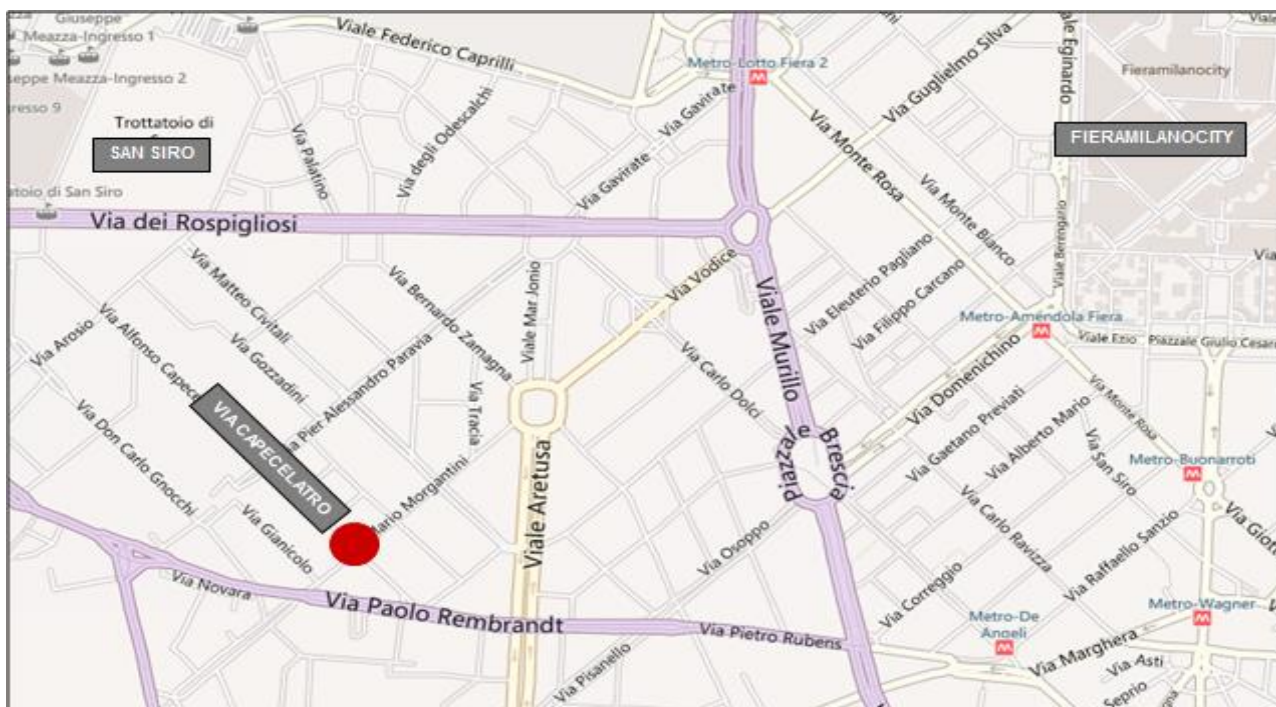 Giuseppe
Meazza-Ingresso 1
Viale Federico Caprilli
Metro-Lotto Fiera 2
Via Guglielmo Silva
Viale Eginardo
Viale
Fieramilanocity
seppe Meazza-Ingresso 2
gresso 9
Trottatoio di
SAN SIRO
Via Palatino
Via degli Odescalchi
Via Gavirate
Via Gavirate
Via Monte Rosa
Via Monte Bianco
FIERAMILANOCITY
Viale Berengario
atoio di San Siro
Via dei Rospigliosi
Via Matteo Civitali
Via Bernardo Zamagna
Viale Mar Jonio
Via Vodice
Viale Murillo
Via Eleuterio Pagliano
Via Filippo Carcano
Metro-Amendola Fiera
Viale Ezio
Piazzale Giulio Cesare
Via Arosio
Via Alfonso Capece
Via Gozzadini
a Pier Alessandro Paravia
Via Tracia
Via Carlo Dolci
Via Domenichino
Via Monte Rosa
VIA CAPECELATRO
Via Don Carlo Gnocchi
Via Gianicolo
Mario Morgantini
Viale Aretusa
Piazzale
Brescia
Via Gaetano Previati
Via Alberto Mario
Via San Siro
Metro-Buonarroti
Via Giott
Via Osoppo
Via Carlo Ravizza
Via Raffaello Sanzio
Via Correggio
Via Novara
Via Paolo Rembrandt
Via Pietro Rubens
Metro-De
Angeli
Metro-Wagner
Via Marghera
Via Pisanello
Via Asti
Seprio